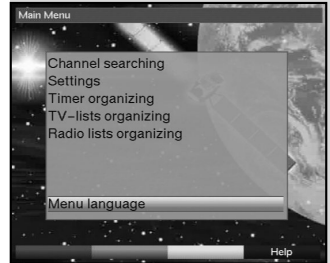 Main Menu
Channel searching
Settings
Timer organizing
TV-lists organizing
Radio lists organizing
Menu language
Help